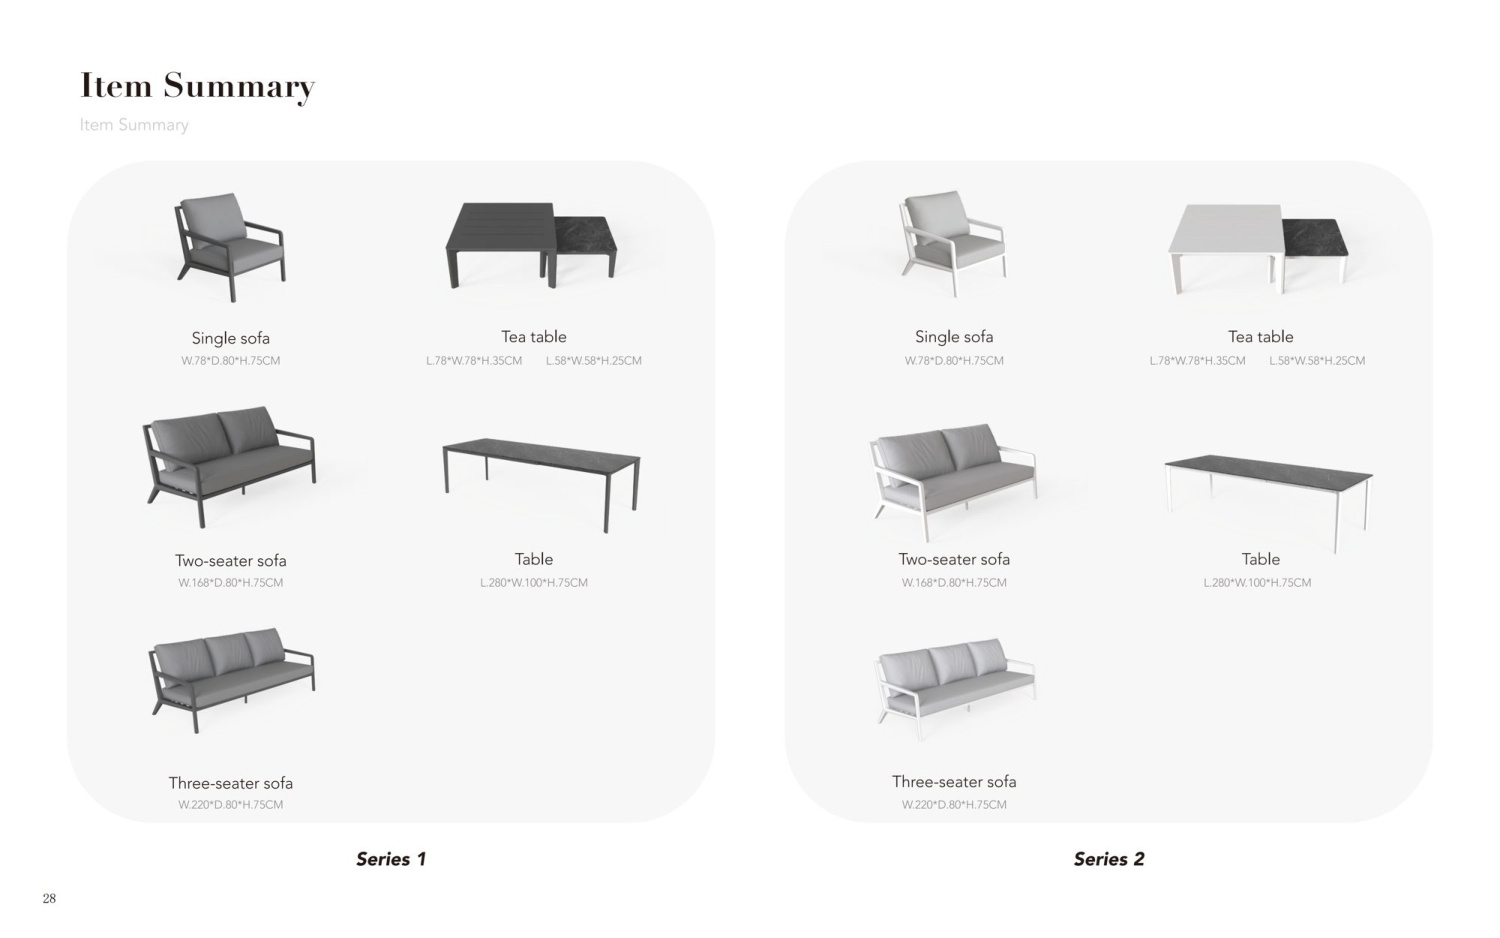 Item Summary
Item Summary
Single sofa
W.78*D.80*H.75CM
Tea table
L.78*W.78*H.35CM L.58*W.58*H.25CM
Two-seater sofa
W.168*D.80*H.75CM
Table
L.280*W.100*H.75CM
Three-seater sofa
W.220*D.80*H.75CM
Series 1
Single sofa
W.78*D.80*H.75CM
Tea table
L.78*W.78*H.35CM L.58*W.58*H.25CM
Two-seater sofa
W.168*D.80*H.75CM
Table
L.280*W.100*H.75CM
Three-seater sofa
W.220*D.80*H.75CM
Series 2
28